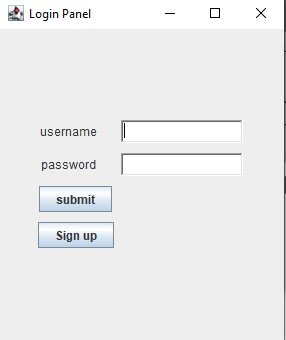 Login Panel
username
password
submit
Sign up